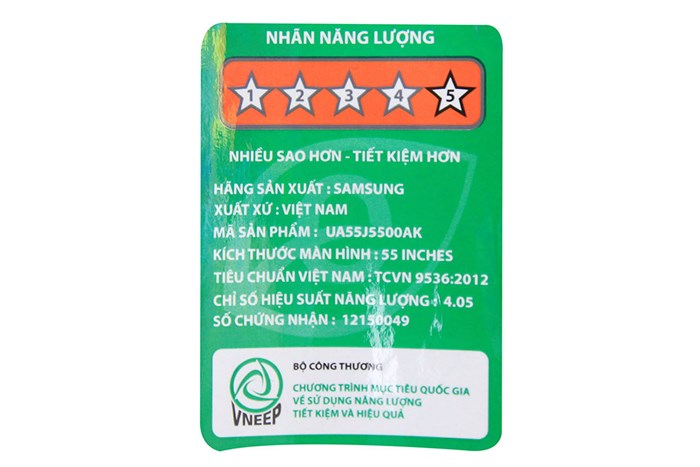 NHÃN NĂNG LƯỢNG
1 2 3 4 5
NHIỀU SAO HƠN - TIẾT KIỆM HƠN
HÃNG SẢN XUẤT : SAMSUNG
XUẤT XỨ : VIỆT NAM
MÃ SẢN PHẨM : UA55J5500AK
KÍCH THƯỚC MÀN HÌNH : 55 INCHES
TIÊU CHUẨN VIỆT NAM : TCVN 9536:2012
CHỈ SỐ HIỆU SUẤT NĂNG LƯỢNG : 4.05
SỐ CHỨNG NHẬN : 12150049
BỘ CÔNG THƯƠNG
CHƯƠNG TRÌNH MỤC TIÊU QUỐC GIA
VỀ SỬ DỤNG NĂNG LƯỢNG
TIẾT KIỆM VÀ HIỆU QUẢ
VNEEP